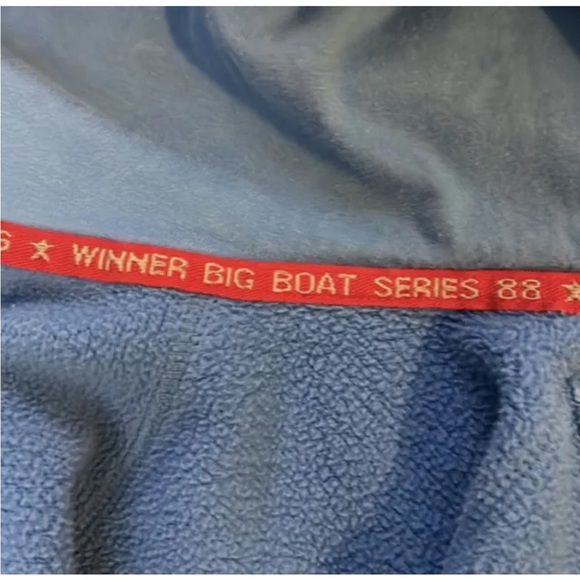 S ★ WINNER BIG BOAT SERIES 88 ★